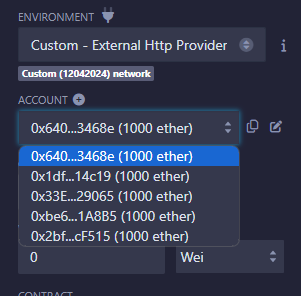 ENVIRONMENT
Custom - External Http Provider
i
Custom (12042024) network
ACCOUNT
0x640...3468e (1000 ether)
0x640...3468e (1000 ether)
0x1df...14c19 (1000 ether)
0x33E...29065 (1000 ether)
0xbe6...1A8B5 (1000 ether)
0x2bf...cF515 (1000 ether)
0
Wei
CONTRACT